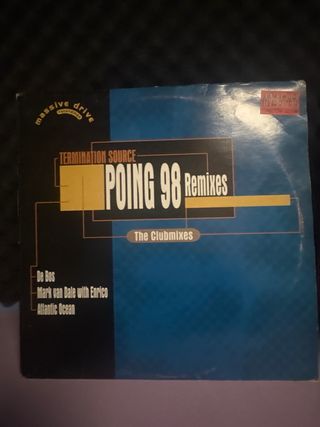 massive drive
TERMINATION SOURCE
POING 98 Remixes
The Clubmixes
De Bos
Mark van Dale with Enrico
Atlantic Ocean